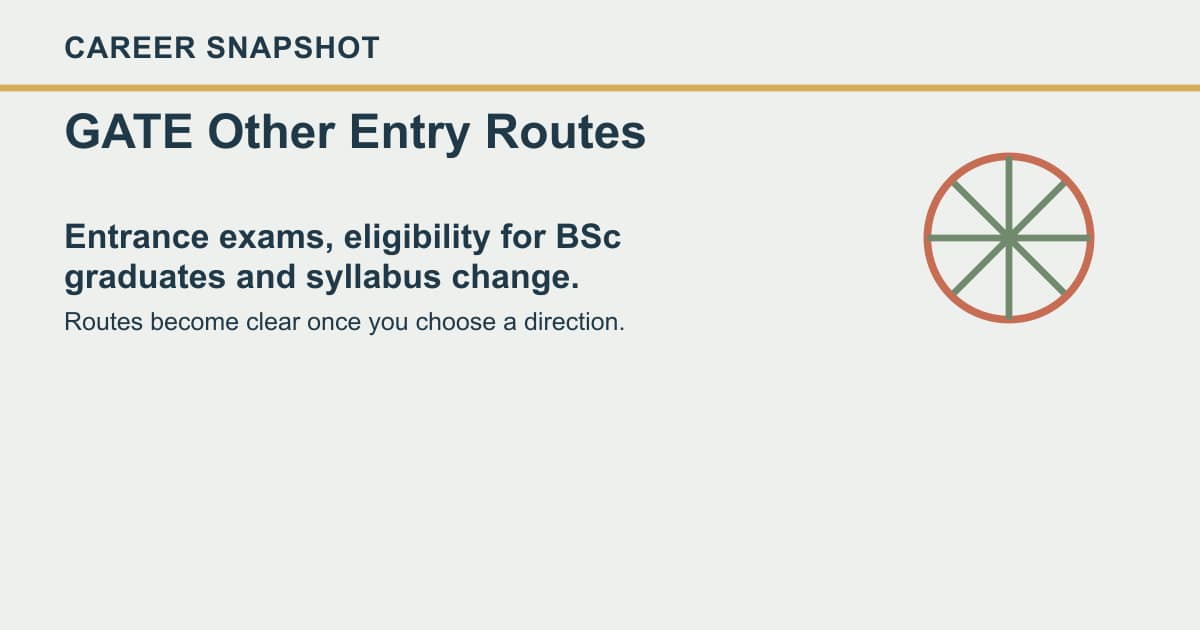 CAREER SNAPSHOT
GATE Other Entry Routes
Entrance exams, eligibility for BSc
graduates and syllabus change.
Routes become clear once you choose a direction.